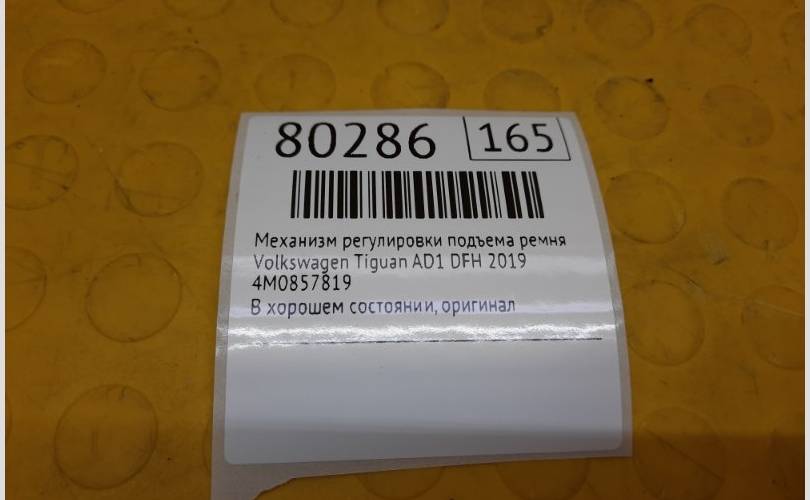 80286 165
Механизм регулировки подъема ремня
Volkswagen Tiguan AD1 DFH 2019
4M0857819
В хорошем состоянии, оригинал